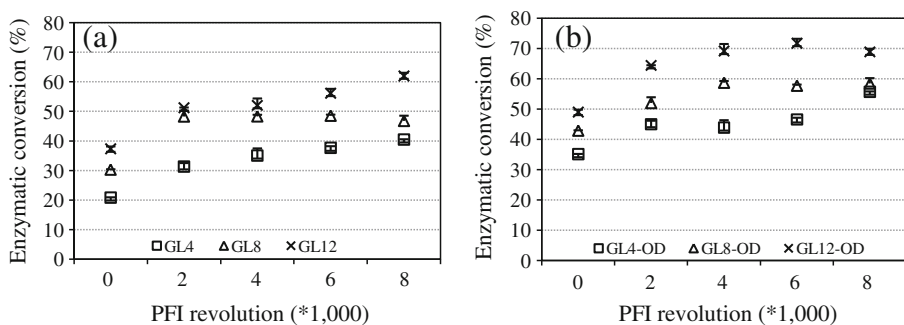 (a)
Enzymatic conversion (%)
80
70
60
50
40
30
20
10
0
GL4 GL8 GL12
0 2 4 6 8
PFI revolution (*1,000)
(b)
Enzymatic conversion (%)
80
70
60
50
40
30
20
10
0
GL4-OD GL8-OD GL12-OD
0 2 4 6 8
PFI revolution (*1,000)